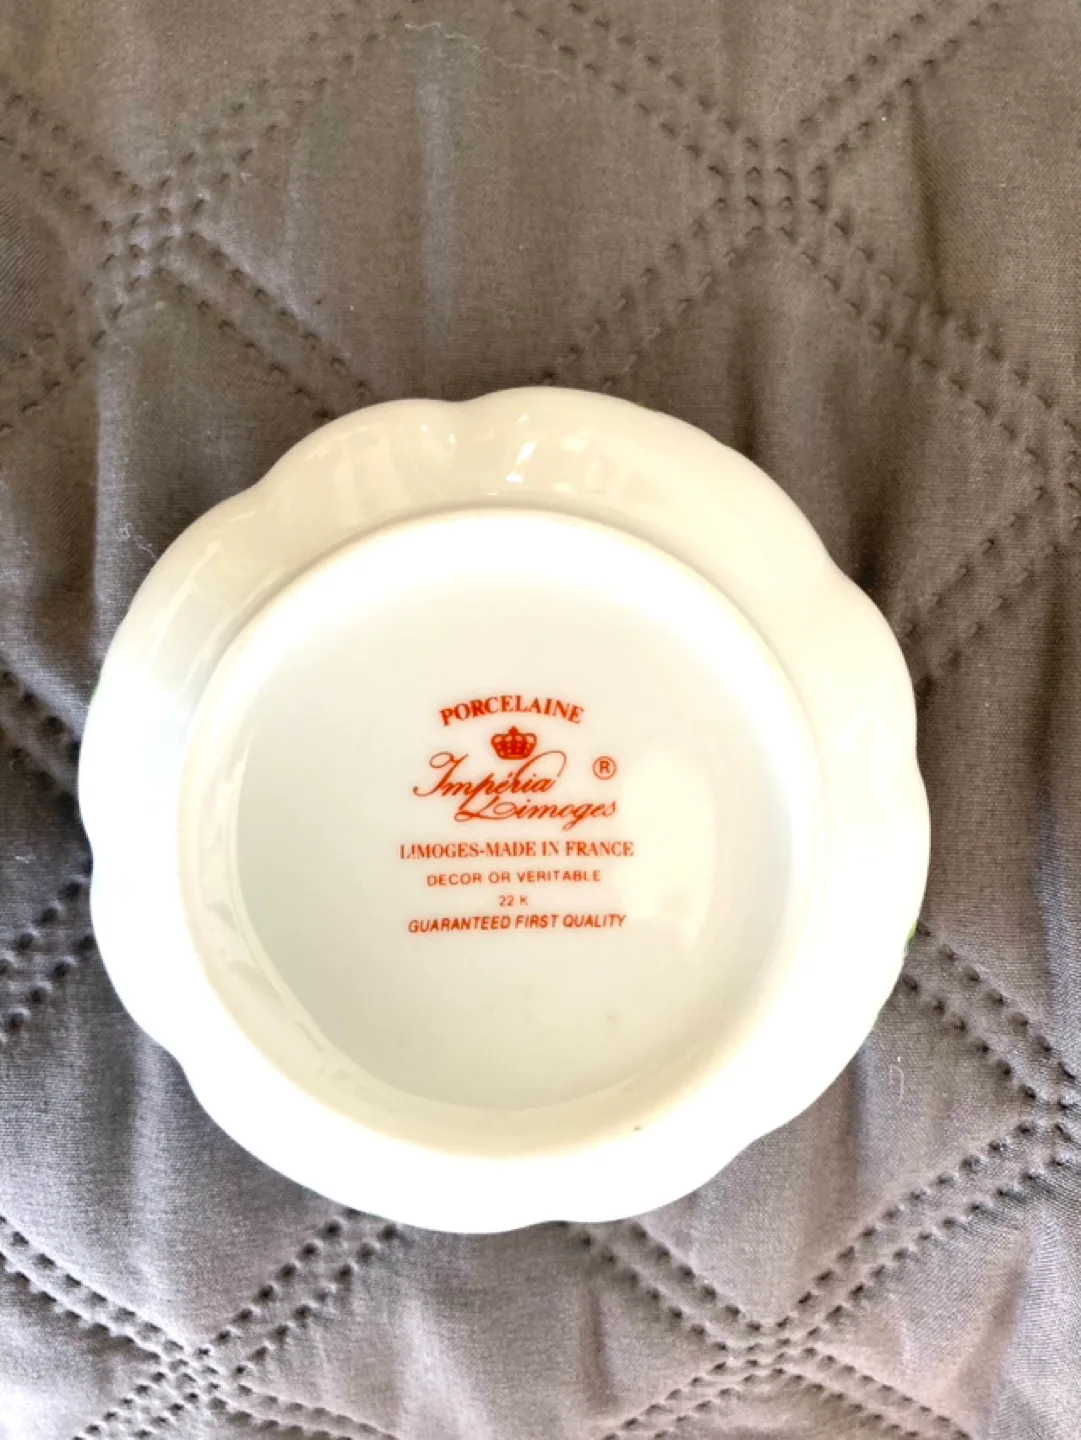 PORCELAINE
Impéria ®
Limoges
LIMOGES-MADE IN FRANCE
DECOR OR VERITABLE
22 K
GUARANTEED FIRST QUALITY